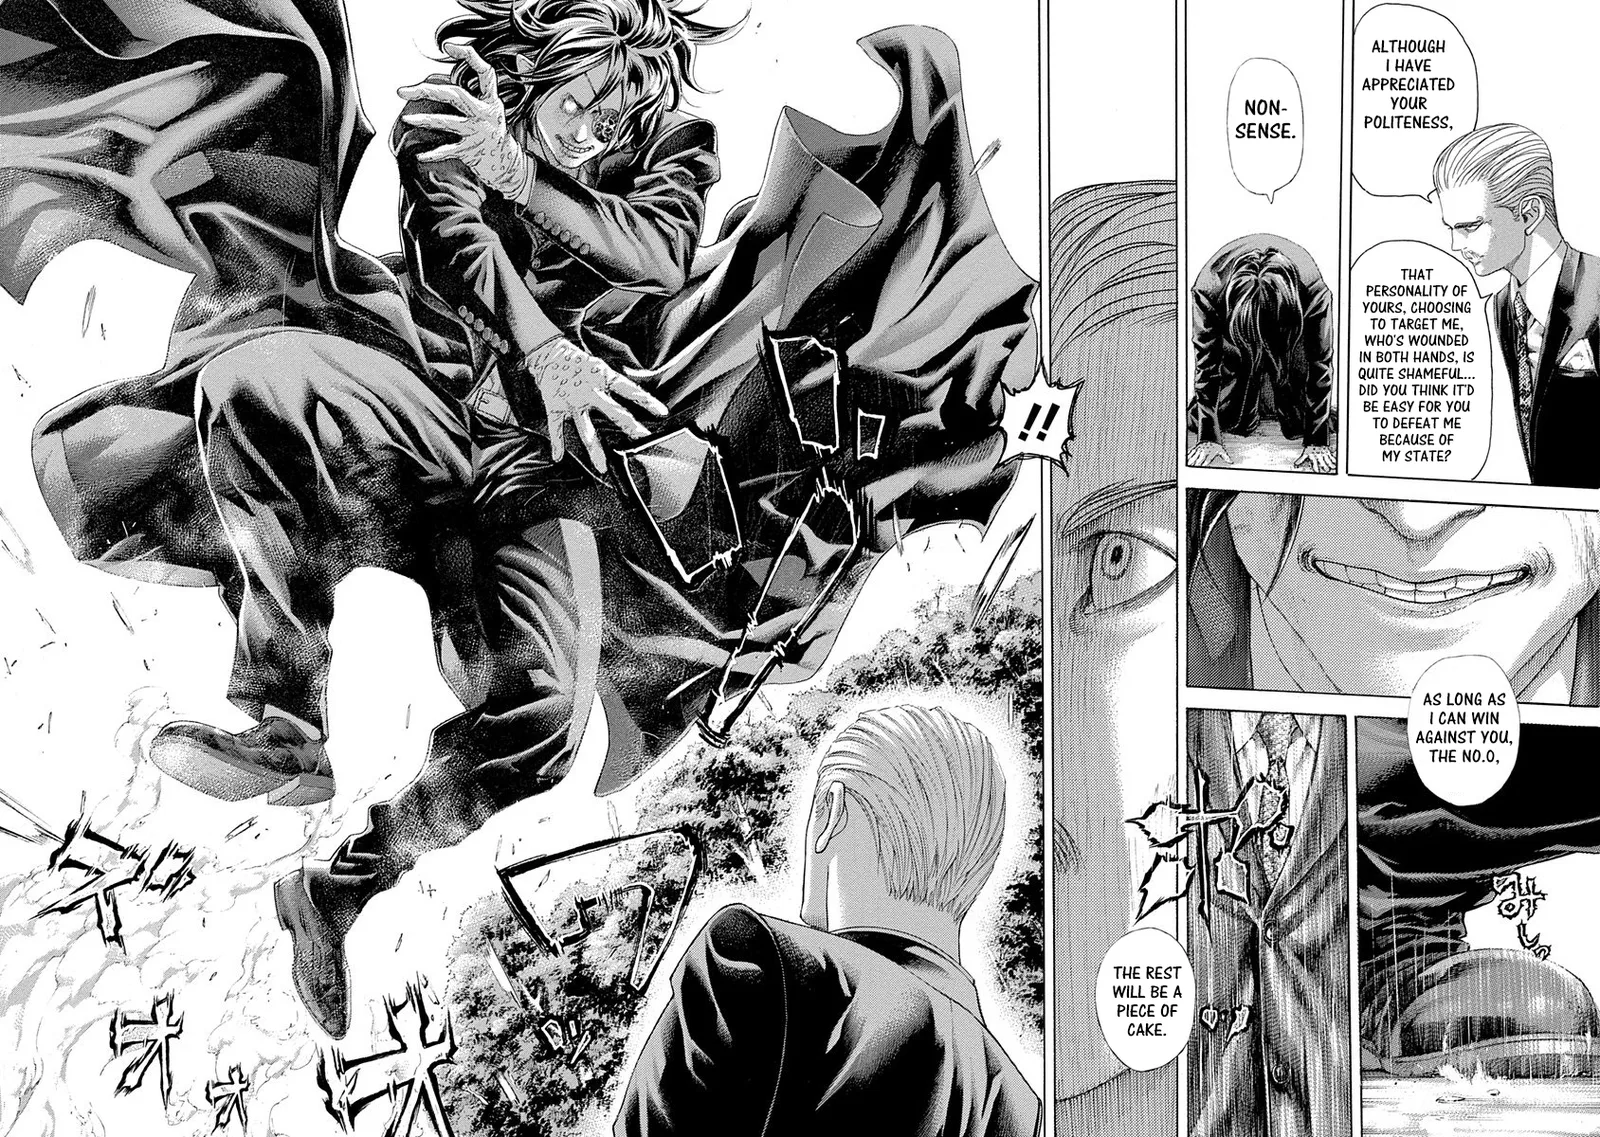 ALTHOUGH
I HAVE
APPRECIATED
YOUR
POLITENESS,
THAT
PERSONALITY OF
YOURS, CHOOSING
TO TARGET ME,
WHO'S WOUNDED
IN BOTH HANDS, IS
QUITE SHAMEFUL...
DID YOU THINK IT'D
BE EASY FOR YOU
TO DEFEAT ME
BECAUSE OF
MY STATE?
NON-
SENSE.
AS LONG AS
I CAN WIN
AGAINST YOU,
THE NO.0,
THE REST
WILL BE A
PIECE OF
CAKE.
!!